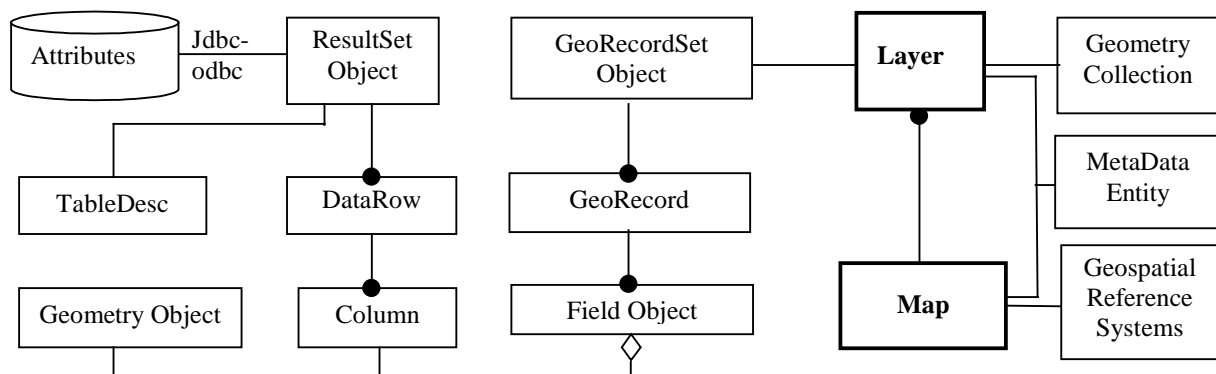 Attributes
Jdbc-
odbc
ResultSet
Object
GeoRecordSet
Object
Layer
Geometry
Collection
TableDesc
DataRow
GeoRecord
MetaData
Entity
Geometry Object
Column
Field Object
Map
Geospatial
Reference
Systems